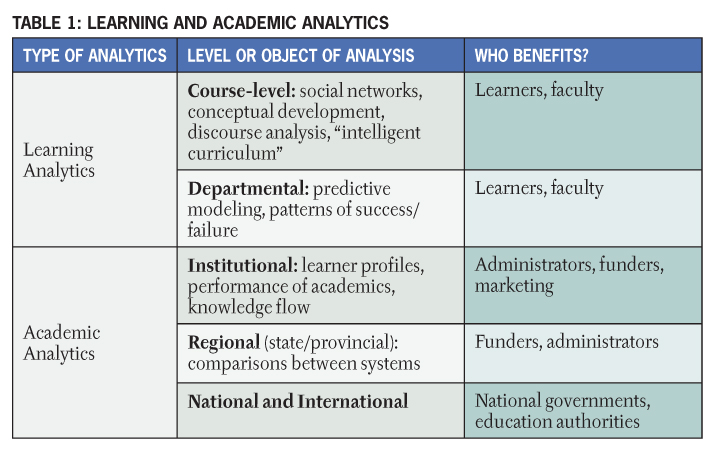 TABLE 1: LEARNING AND ACADEMIC ANALYTICS
TYPE OF ANALYTICS
LEVEL OR OBJECT OF ANALYSIS
WHO BENEFITS?
Learning
Analytics
Course-level: social networks,
conceptual development,
discourse analysis, “intelligent
curriculum”
Learners, faculty
Departmental: predictive
modeling, patterns of success/
failure
Learners, faculty
Academic
Analytics
Institutional: learner profiles,
performance of academics,
knowledge flow
Administrators, funders,
marketing
Regional (state/provincial):
comparisons between systems
Funders, administrators
National and International
National governments,
education authorities